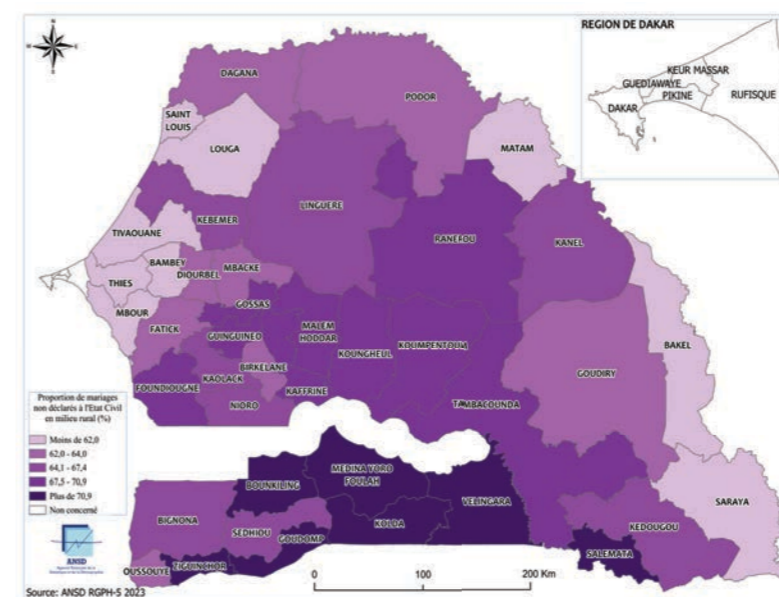 N
W
E
S
REGION DE DAKAR
KEUR MASSAR
GUEDIAWAYE
PIKINE
RUFISQUE
DAKAR
DAGANA
PODOR
SAINT
LOUIS
LOUGA
MATAM
LINGUERE
KEBEMER
TIVAOUANE
RANEFOU
KANEL
BAMBEY
MBACKE
DIOURBEL
THIES
GOSSAS
MBOUR
FATICK
MALEM
HODDAR
GUINGUINEO
KOUNGHEUL
KOUMPENTOUM
BAKEL
GOUDIRY
BIRKELANE
KAOLACK
FOUNDIOUGNE
KAFFRINE
NIORO
TAMBACOUNDA
Proportion de mariages
non déclarés à l'Etat Civil
en milieu rural (%)
Moins de 62,0
62,0 - 64,0
64,1 - 67,4
67,5 - 70,9
Plus de 70,9
Non concerné
MEDINA YORO
FOULAH
BOUNKILING
VELINGARA
SARAYA
BIGNONA
KOLDA
KEDOUGOU
SEDHIOU
GOUDOMP
SALEMATA
OUSSOUYE
ZIGUINCHOR
ANSD
0 100 200 Km
Source: ANSD RGPH-5 2023